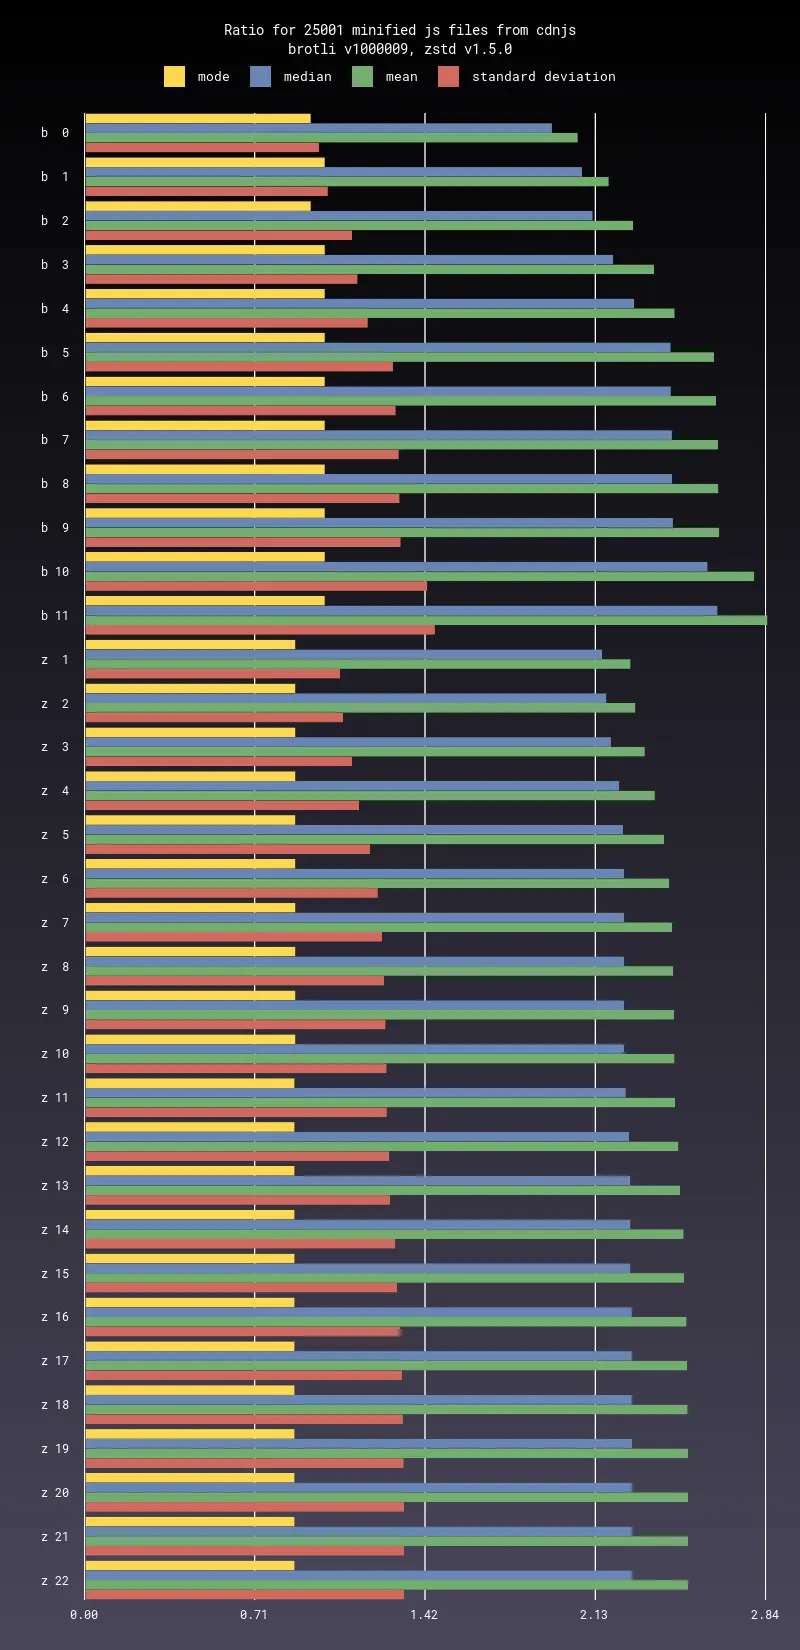 Ratio for 25001 minified js files from cdnjs
brotli v1000009, zstd v1.5.0
mode median mean standard deviation
b 0
b 1
b 2
b 3
b 4
b 5
b 6
b 7
b 8
b 9
b 10
b 11
z 1
z 2
z 3
z 4
z 5
z 6
z 7
z 8
z 9
z 10
z 11
z 12
z 13
z 14
z 15
z 16
z 17
z 18
z 19
z 20
z 21
z 22
0.00 0.71 1.42 2.13 2.84